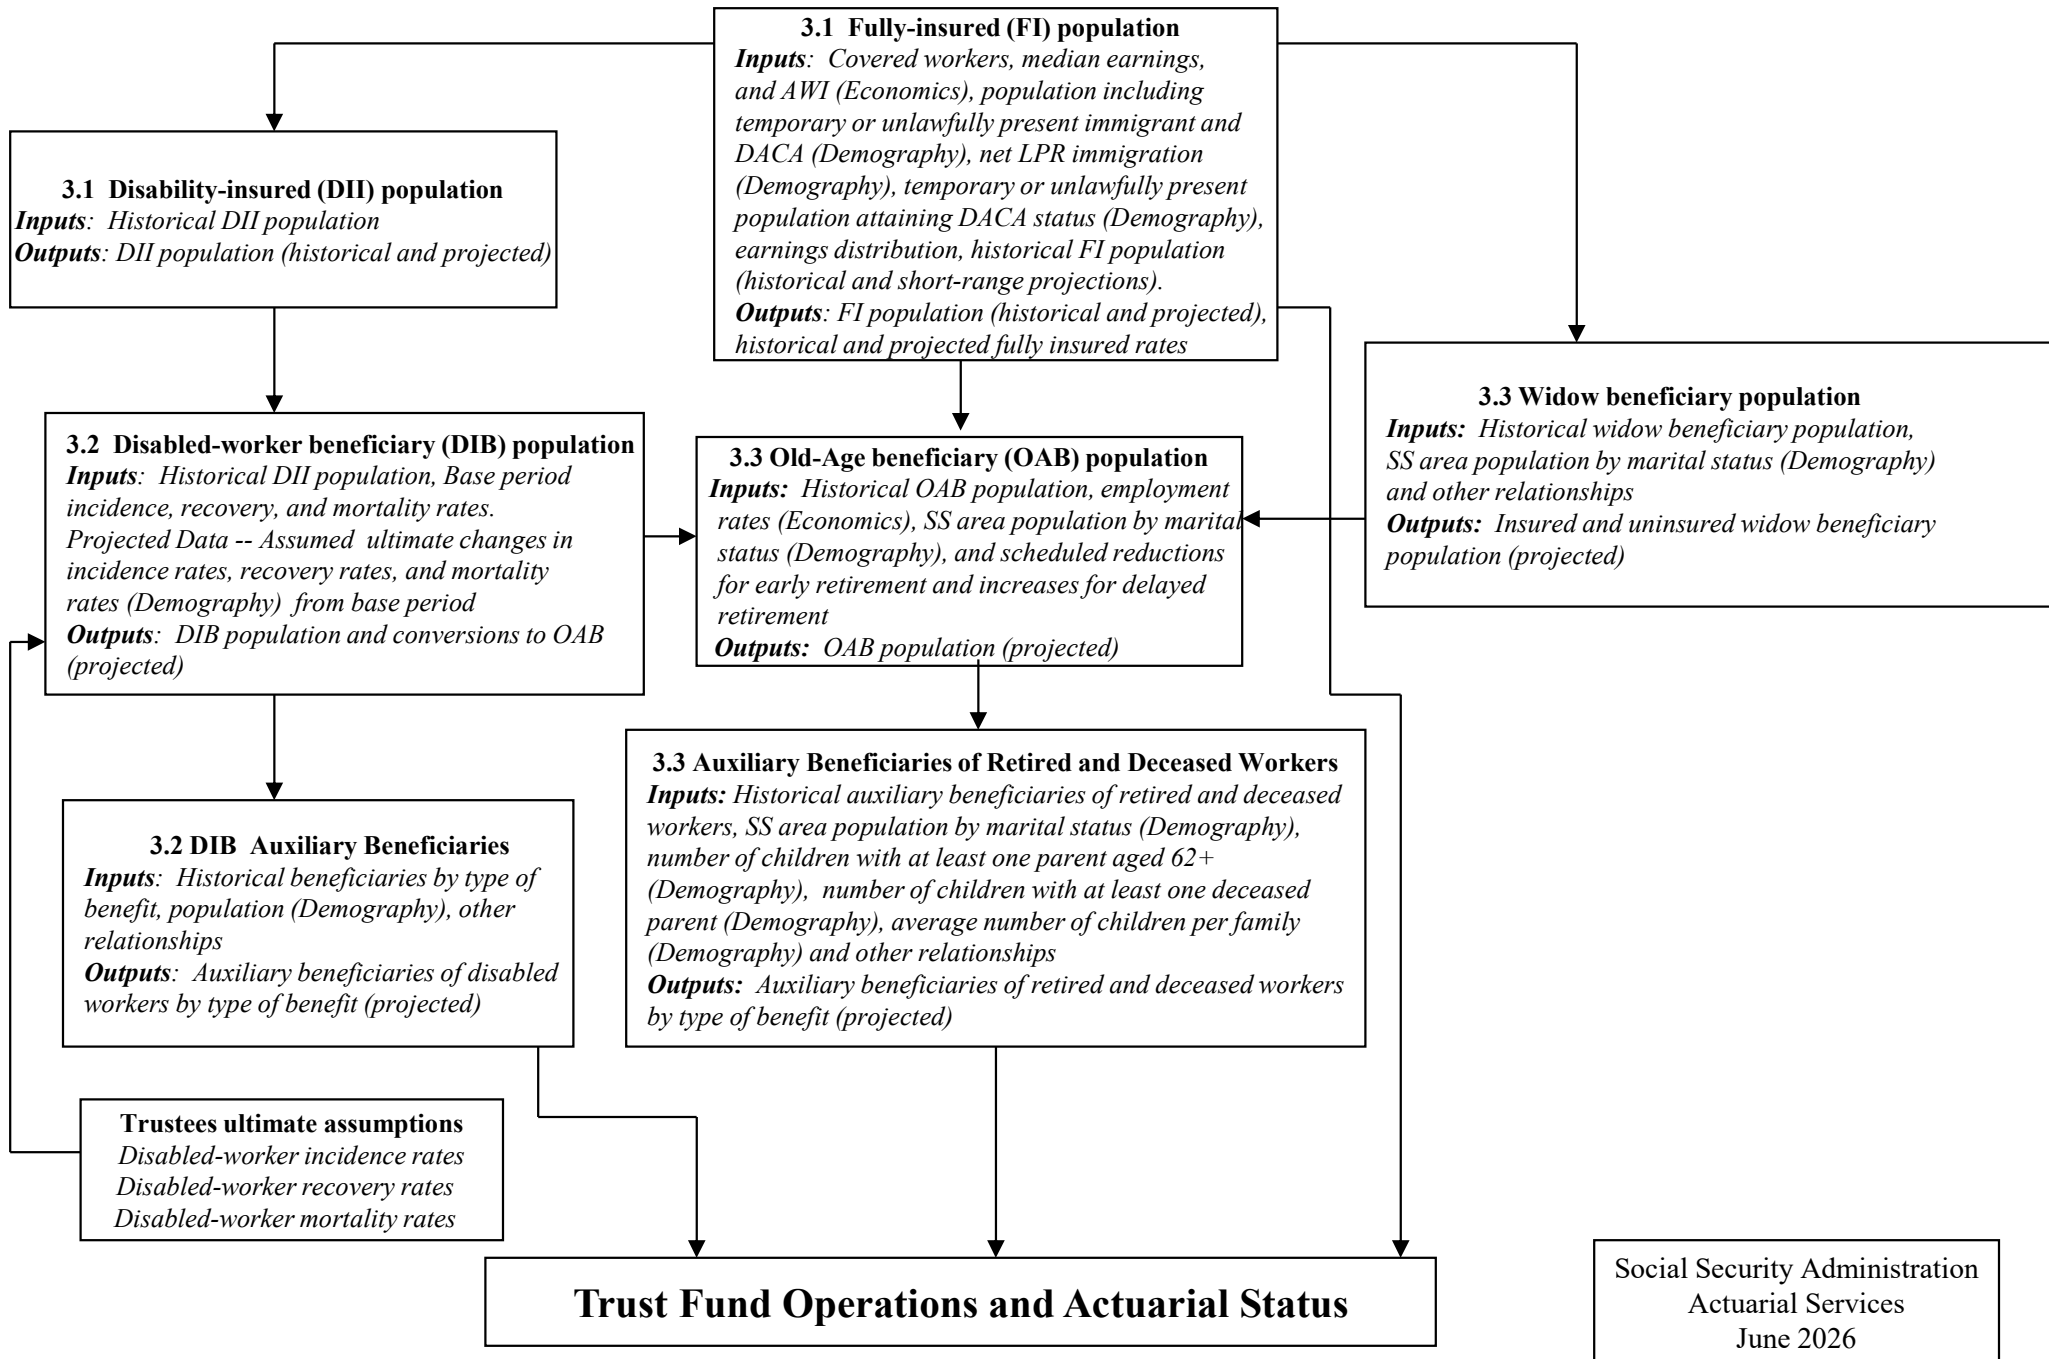 3.1 Fully-insured (FI) population
Inputs: Covered workers, median earnings,
and AWI (Economics), population including
temporary or unlawfully present immigrant and
DACA (Demography), net LPR immigration
(Demography), temporary or unlawfully present
population attaining DACA status (Demography),
earnings distribution, historical FI population
(historical and short-range projections).
Outputs: FI population (historical and projected),
historical and projected fully insured rates
3.1 Disability-insured (DII) population
Inputs: Historical DII population
Outputs: DII population (historical and projected)
3.2 Disabled-worker beneficiary (DIB) population
Inputs: Historical DII population, Base period
incidence, recovery, and mortality rates.
Projected Data -- Assumed ultimate changes in
incidence rates, recovery rates, and mortality
rates (Demography) from base period
Outputs: DIB population and conversions to OAB
(projected)
3.3 Old-Age beneficiary (OAB) population
Inputs: Historical OAB population, employment
rates (Economics), SS area population by marital
status (Demography), and scheduled reductions
for early retirement and increases for delayed
retirement
Outputs: OAB population (projected)
3.3 Widow beneficiary population
Inputs: Historical widow beneficiary population,
SS area population by marital status (Demography)
and other relationships
Outputs: Insured and uninsured widow beneficiary
population (projected)
3.2 DIB Auxiliary Beneficiaries
Inputs: Historical beneficiaries by type of
benefit, population (Demography), other
relationships
Outputs: Auxiliary beneficiaries of disabled
workers by type of benefit (projected)
3.3 Auxiliary Beneficiaries of Retired and Deceased Workers
Inputs: Historical auxiliary beneficiaries of retired and deceased
workers, SS area population by marital status (Demography),
number of children with at least one parent aged 62+
(Demography), number of children with at least one deceased
parent (Demography), average number of children per family
(Demography) and other relationships
Outputs: Auxiliary beneficiaries of retired and deceased workers
by type of benefit (projected)
Trustees ultimate assumptions
Disabled-worker incidence rates
Disabled-worker recovery rates
Disabled-worker mortality rates
Trust Fund Operations and Actuarial Status
Social Security Administration
Actuarial Services
June 2026